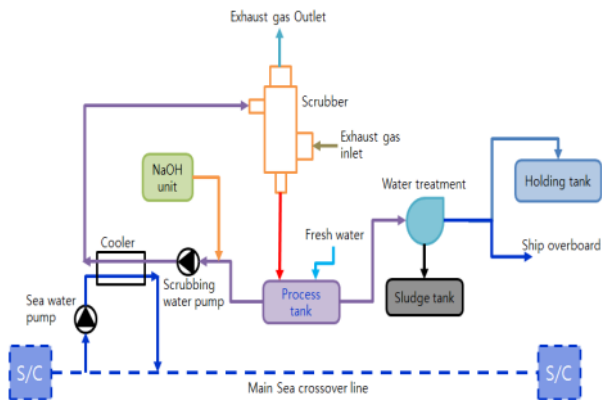 Exhaust gas Outlet
Scrubber
Exhaust gas
inlet
NaOH
unit
Water treatment
Holding tank
Cooler
Fresh water
Ship overboard
Scrubbing
water pump
Process
tank
Sludge tank
Sea water
pump
S/C
S/C
Main Sea crossover line